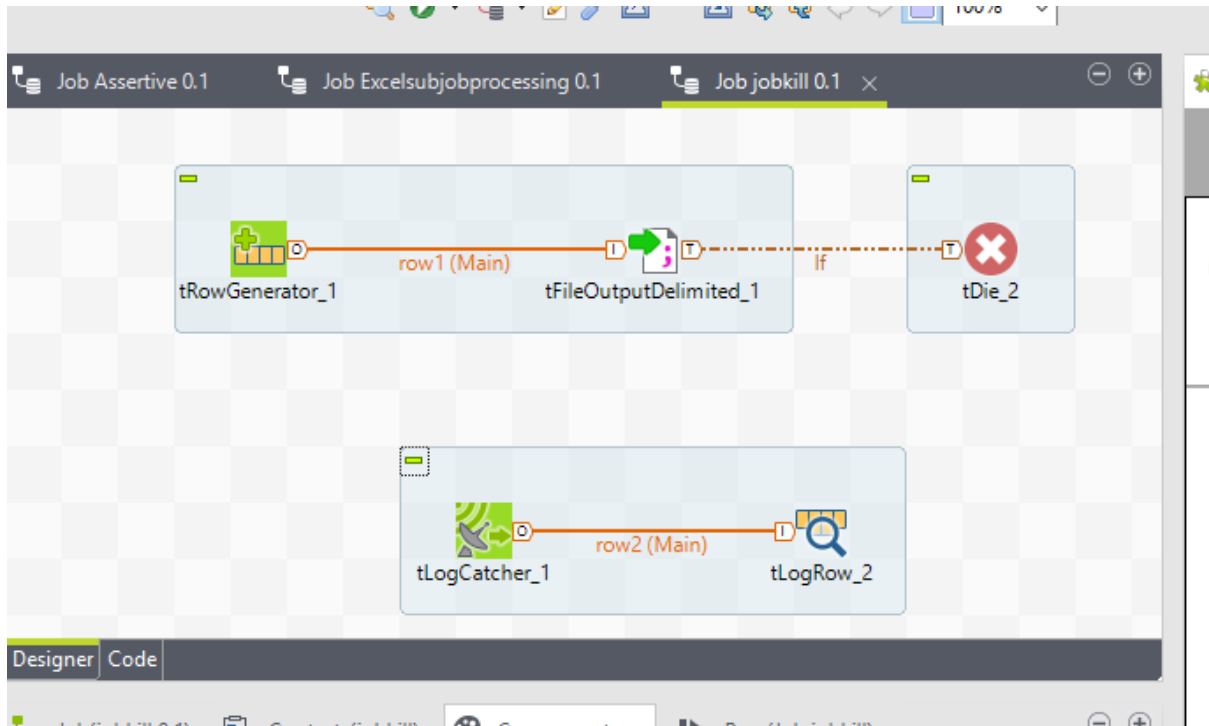 100%
Job Assertive 0.1
Job Excelsubjobprocessing 0.1
Job jobkill 0.1
O
row1 (Main)
I
T
If
T
tRowGenerator_1
tFileOutputDelimited_1
tDie_2
O
row2 (Main)
I
tLogCatcher_1
tLogRow_2
Designer
Code